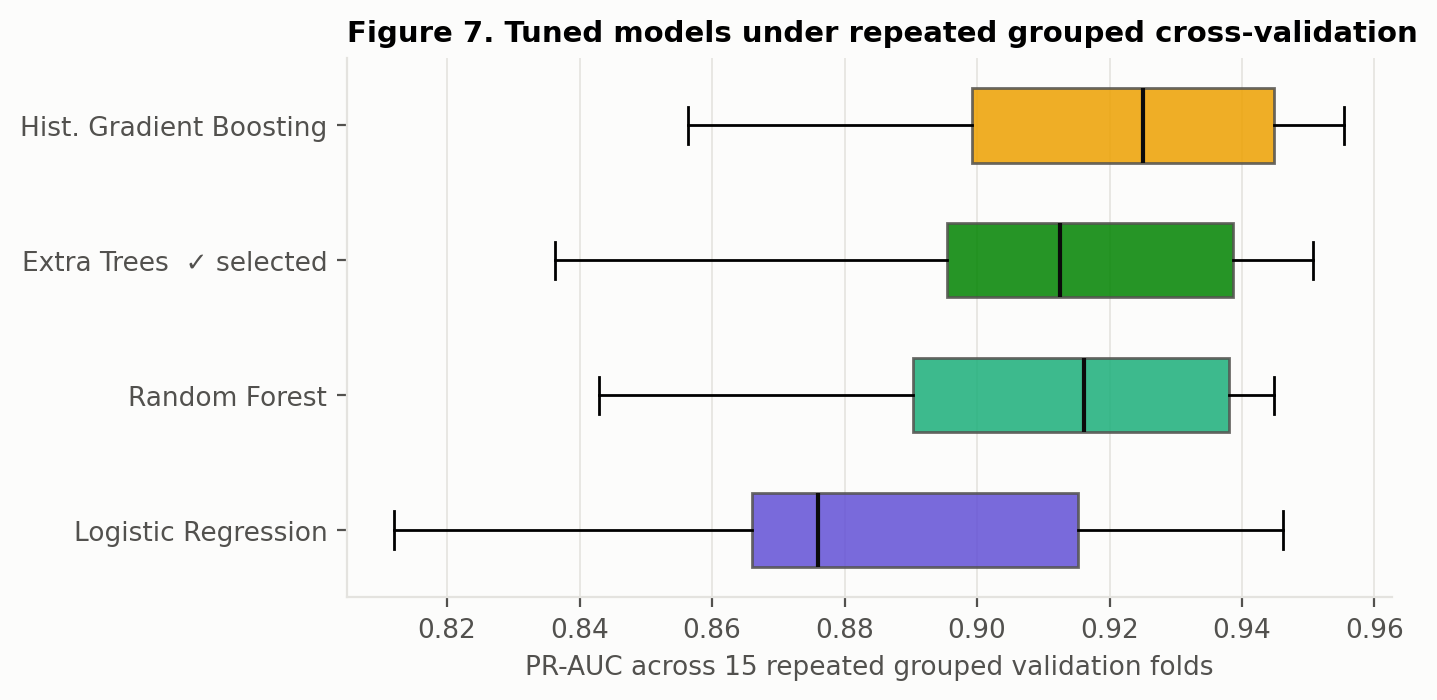 Figure 7. Tuned models under repeated grouped cross-validation
Hist. Gradient Boosting
Extra Trees ✓ selected
Random Forest
Logistic Regression
0.82 0.84 0.86 0.88 0.90 0.92 0.94 0.96
PR-AUC across 15 repeated grouped validation folds